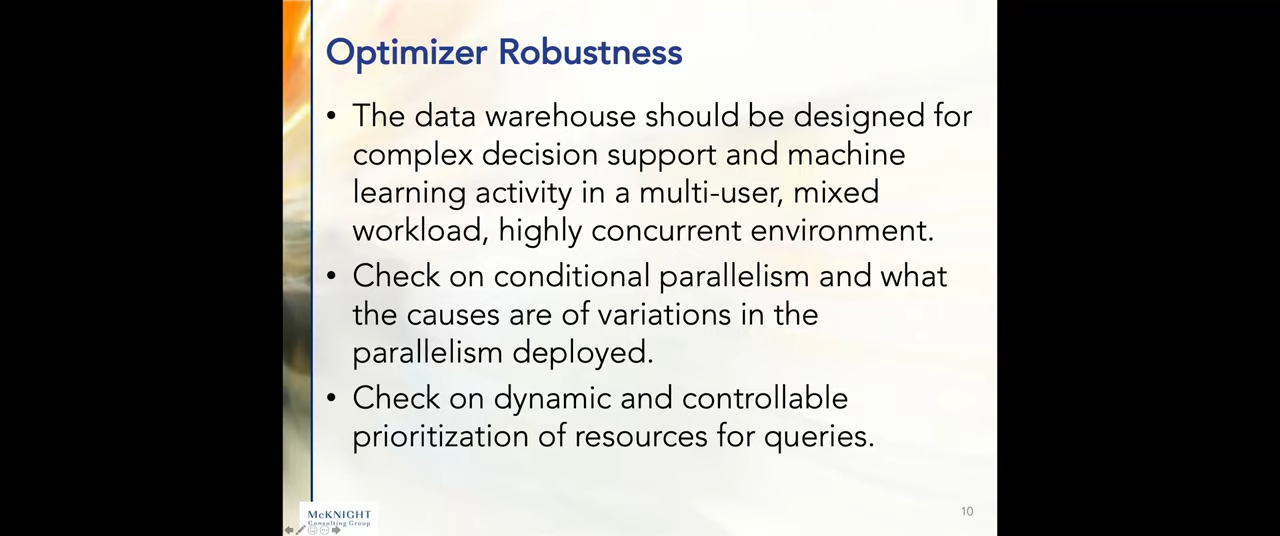 Optimizer Robustness
• The data warehouse should be designed for
complex decision support and machine
learning activity in a multi-user, mixed
workload, highly concurrent environment.
• Check on conditional parallelism and what
the causes are of variations in the
parallelism deployed.
• Check on dynamic and controllable
prioritization of resources for queries.
McKNIGHT
Consulting Group
10